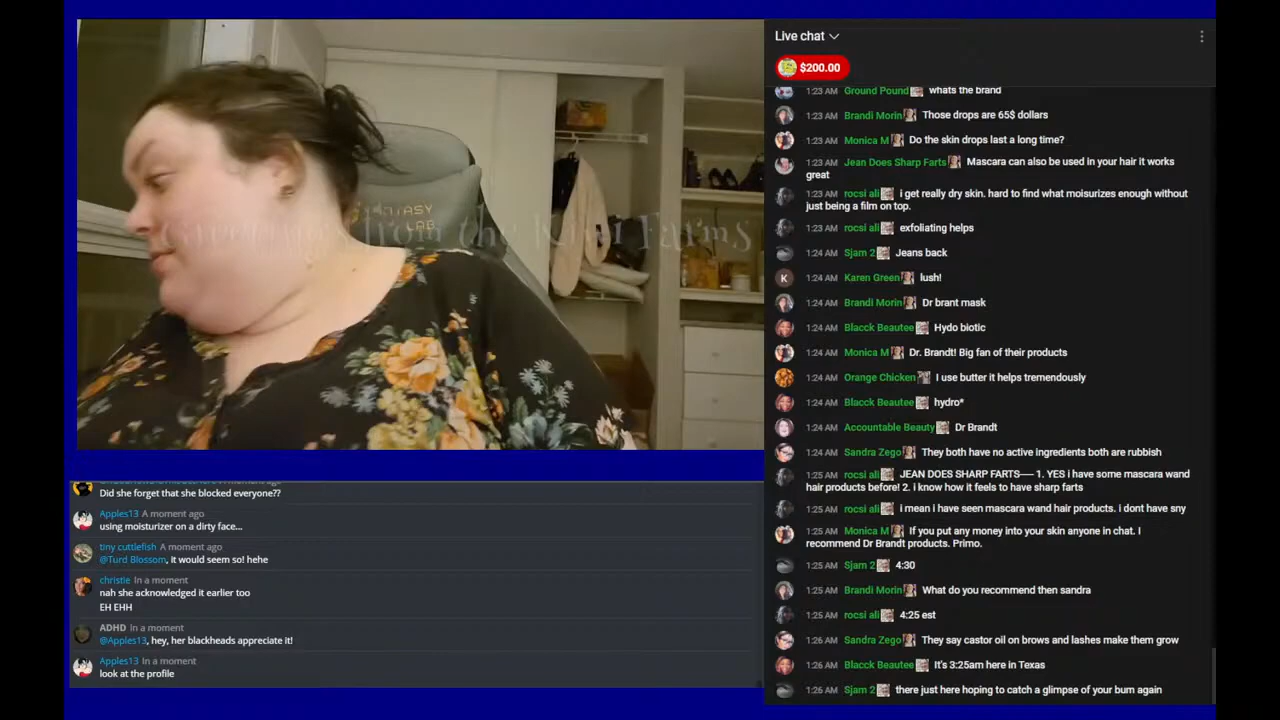 Live chat
$200.00
1:23 AM Ground Pound whats the brand
1:23 AM Brandi Morin Those drops are 65$ dollars
1:23 AM Monica M Do the skin drops last a long time?
1:23 AM Jean Does Sharp Farts Mascara can also be used in your hair it works
great
1:23 AM rocsi ali i get really dry skin. hard to find what moisurizes enough without
just being a film on top.
1:23 AM rocsi ali exfoliating helps
1:24 AM Sjam 2 Jeans back
K 1:24 AM Karen Green lush!
1:24 AM Brandi Morin Dr brant mask
1:24 AM Blacck Beautee Hydo biotic
1:24 AM Monica M Dr. Brandt! Big fan of their products
1:24 AM Orange Chicken I use butter it helps tremendously
1:24 AM Blacck Beautee hydro*
1:24 AM Accountable Beauty Dr Brandt
1:24 AM Sandra Zego They both have no active ingredients both are rubbish
1:25 AM rocsi ali JEAN DOES SHARP FARTS── 1. YES i have some mascara wand
hair products before! 2. i know how it feels to have sharp farts
1:25 AM rocsi ali i mean i have seen mascara wand hair products. i dont have sny
1:25 AM Monica M If you put any money into your skin anyone in chat. I
recommend Dr Brandt products. Primo.
1:25 AM Sjam 2 4:30
1:25 AM Brandi Morin What do you recommend then sandra
1:25 AM rocsi ali 4:25 est
1:26 AM Sandra Zego They say castor oil on brows and lashes make them grow
1:26 AM Blacck Beautee It's 3:25am here in Texas
1:26 AM Sjam 2 there just here hoping to catch a glimpse of your bum again
Greetings from the Kiwi Farms
FANTASY
LAB
Did she forget that she blocked everyone??
Apples13 A moment ago
using moisturizer on a dirty face...
tiny cuttlefish A moment ago
@Turd Blossom, it would seem so! hehe
christie In a moment
nah she acknowledged it earlier too
EH EHH
ADHD In a moment
@Apples13, hey, her blackheads appreciate it!
Apples13 In a moment
look at the profile